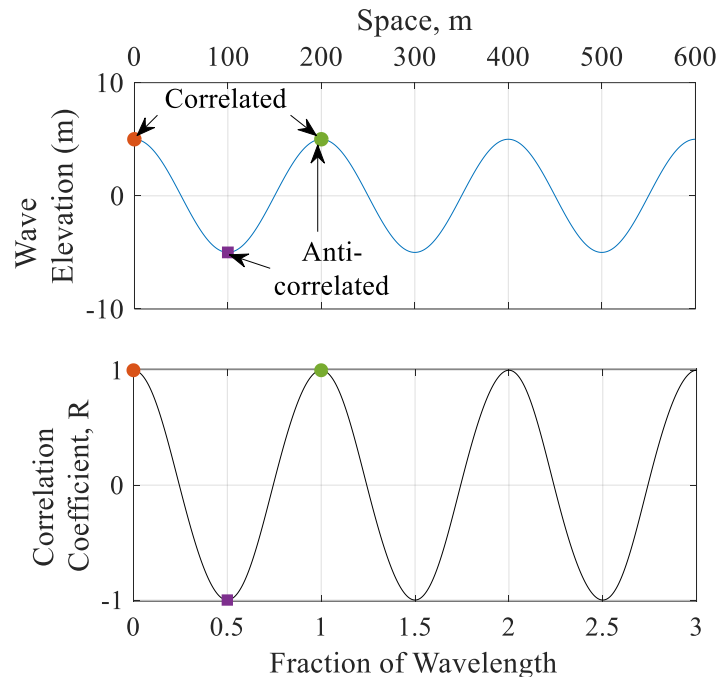 Space, m
0 100 200 300 400 500 600
10
Correlated
0
Wave
Elevation (m)
Anti-
correlated
-10
1
Correlation
Coefficient, R
0
-1
0 0.5 1 1.5 2 2.5 3
Fraction of Wavelength